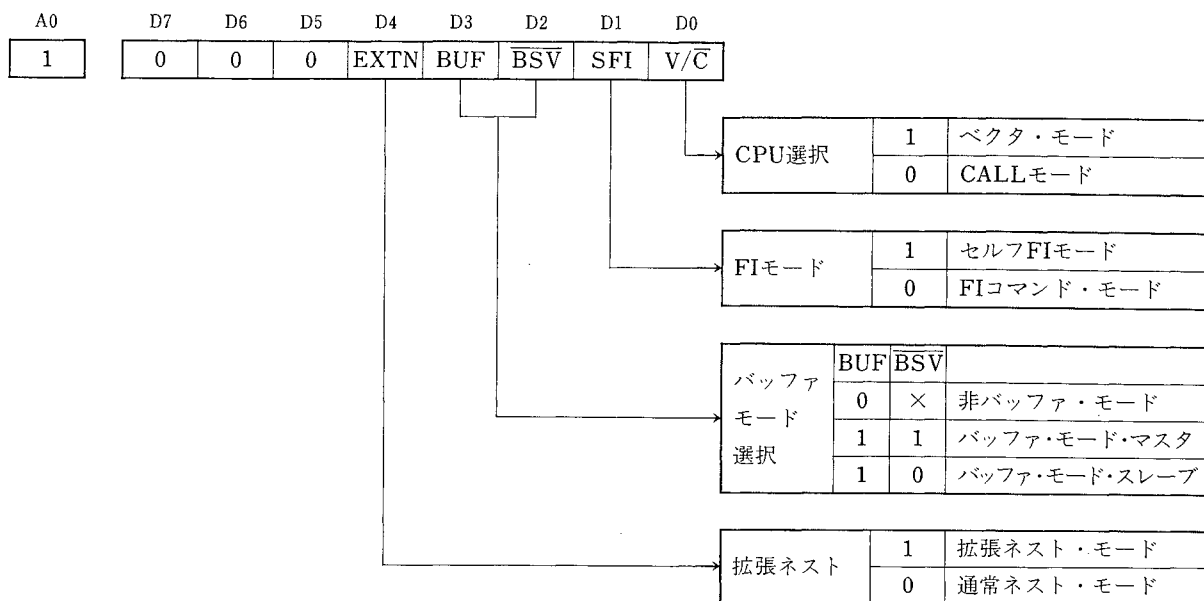 A0 D7 D6 D5 D4 D3 D2 D1 D0
1 0 0 0 EXTN BUF B̅S̅V̅ SFI V/C̅
CPU選択 1 ベクタ・モード
0 CALLモード
FIモード 1 セルフFIモード
0 FIコマンド・モード
バッファモード選択 BUF B̅S̅V̅
0 × 非バッファ・モード
1 1 バッファ・モード・マスタ
1 0 バッファ・モード・スレーブ
拡張ネスト 1 拡張ネスト・モード
0 通常ネスト・モード